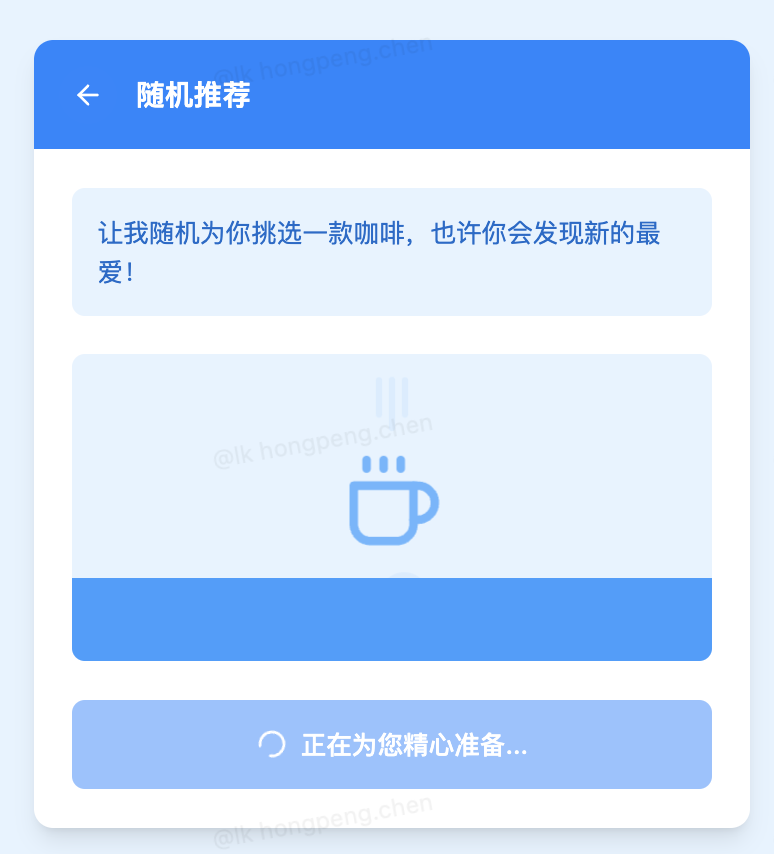 @lk hongpeng.chen
随机推荐
让我随机为你挑选一款咖啡，也许你会发现新的最
爱！
@lk hongpeng.chen
正在为您精心准备...
@lk hongpeng.chen